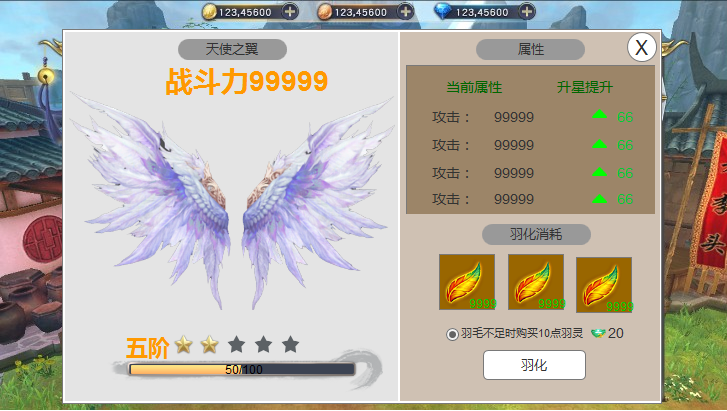 123,45600 + 123,45600 + 123,45600 +
天使之翼
战斗力99999
五阶
50/100
属性
X
当前属性 升星提升
攻击： 99999 66
攻击： 99999 66
攻击： 99999 66
攻击： 99999 66
羽化消耗
9999 9999 9999
羽毛不足时购买10点羽灵 20
羽化
李
头